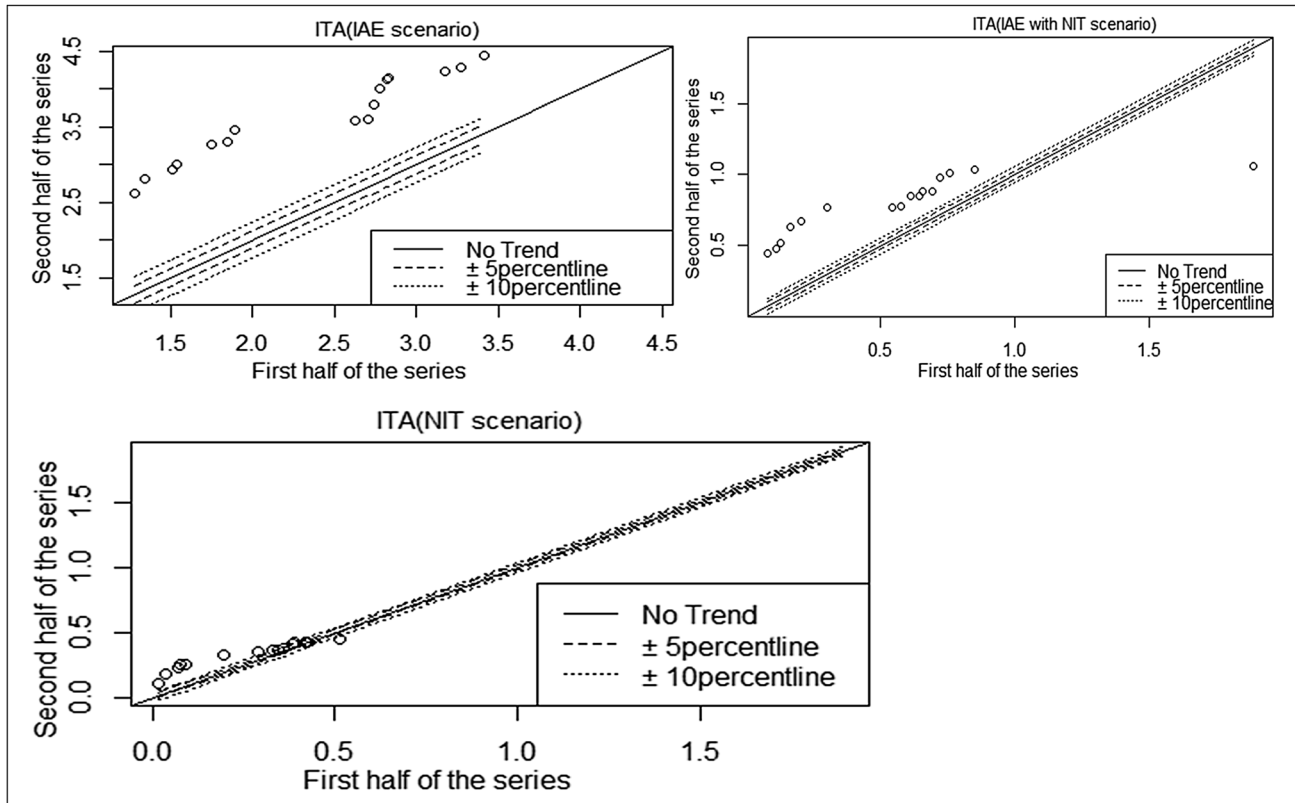 ITA(IAE scenario)
Second half of the series
4.5
3.5
2.5
1.5
No Trend
± 5percentline
± 10percentline
1.5 2.0 2.5 3.0 3.5 4.0 4.5
First half of the series
ITA(IAE with NIT scenario)
Second half of the series
1.5
1.0
0.5
No Trend
± 5percentline
± 10percentline
0.5 1.0 1.5
First half of the series
ITA(NIT scenario)
Second half of the series
1.5
1.0
0.5
0.0
No Trend
± 5percentline
± 10percentline
0.0 0.5 1.0 1.5
First half of the series